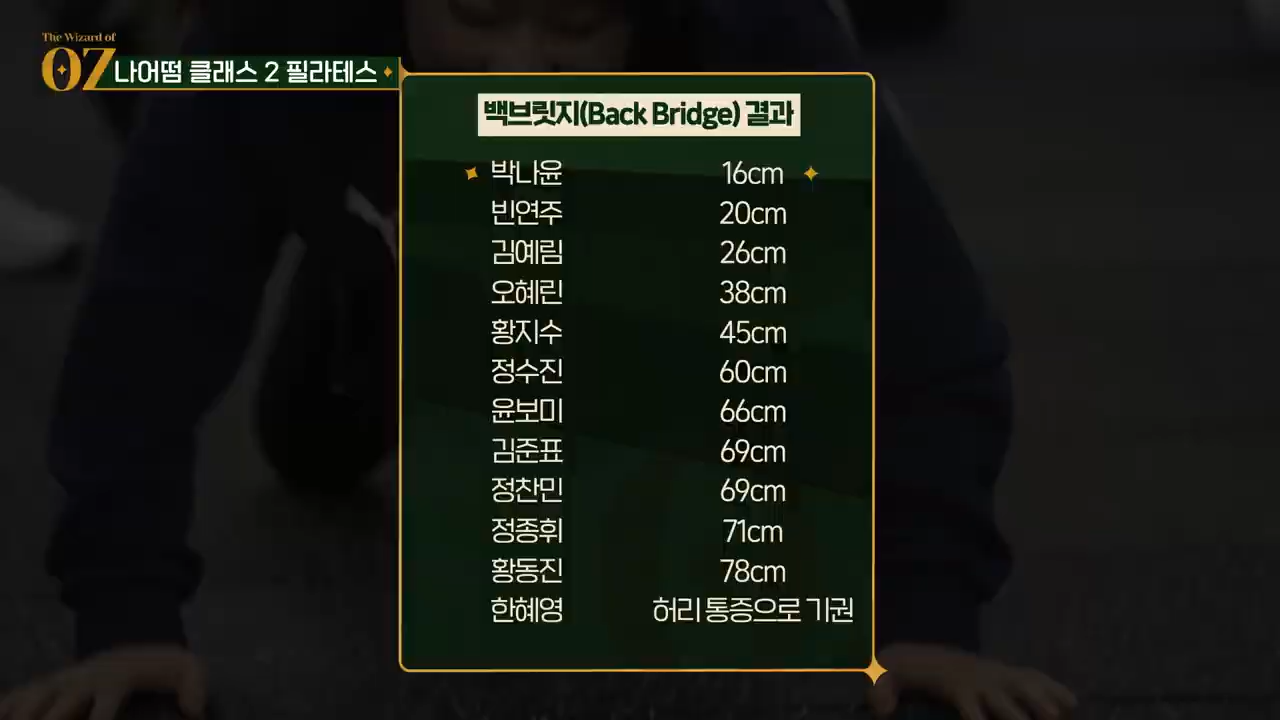 The Wizard of
OZ 나어떰 클래스 2 필라테스
백브릿지(Back Bridge) 결과
박나윤 16cm
빈연주 20cm
김예림 26cm
오혜린 38cm
황지수 45cm
정수진 60cm
윤보미 66cm
김준표 69cm
정찬민 69cm
정종휘 71cm
황동진 78cm
한혜영 허리 통증으로 기권